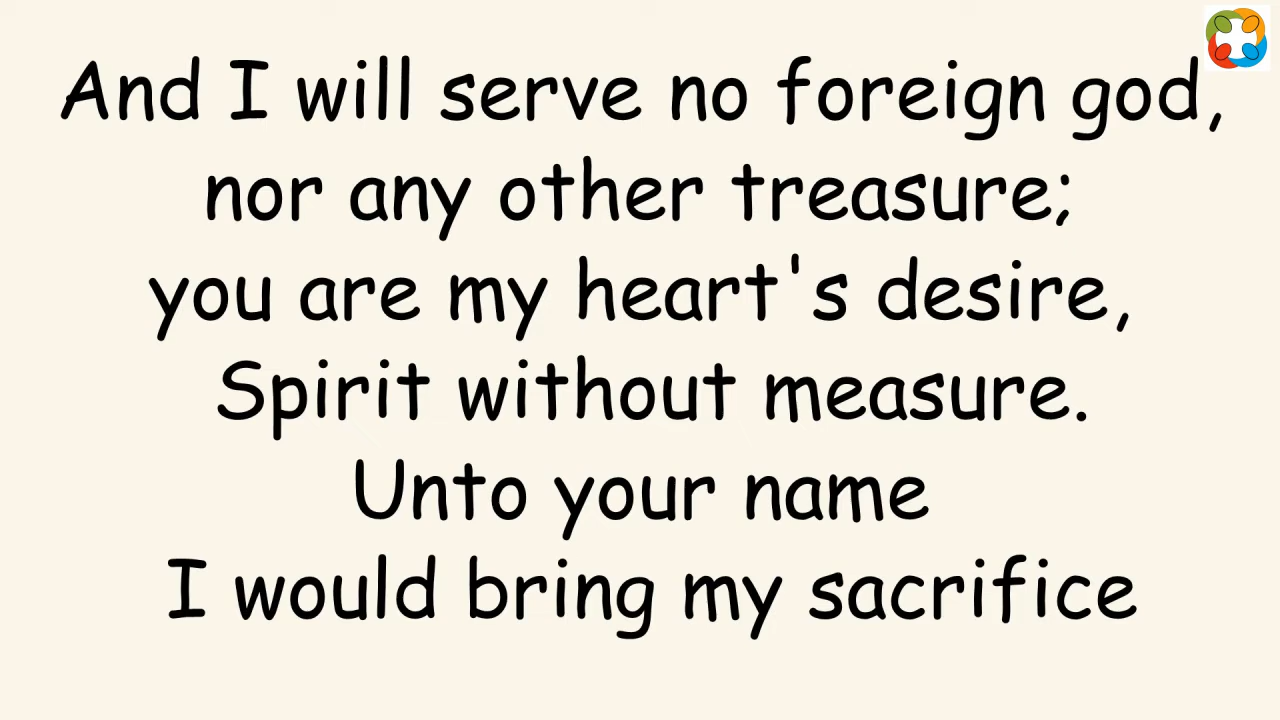 And I will serve no foreign god,
nor any other treasure;
you are my heart's desire,
Spirit without measure.
Unto your name
I would bring my sacrifice